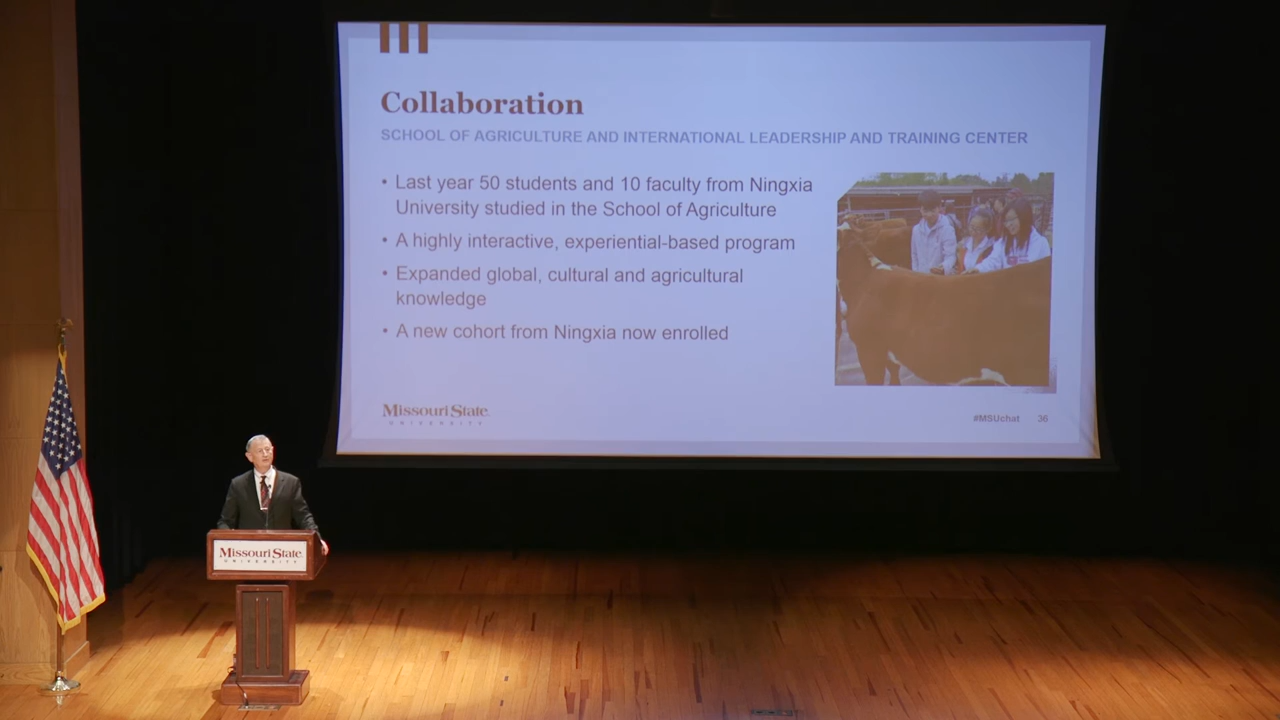 Collaboration
SCHOOL OF AGRICULTURE AND INTERNATIONAL LEADERSHIP AND TRAINING CENTER
• Last year 50 students and 10 faculty from Ningxia
University studied in the School of Agriculture
• A highly interactive, experiential-based program
• Expanded global, cultural and agricultural
knowledge
• A new cohort from Ningxia now enrolled
Missouri State
UNIVERSITY
#MSUchat 36
Missouri State
UNIVERSITY